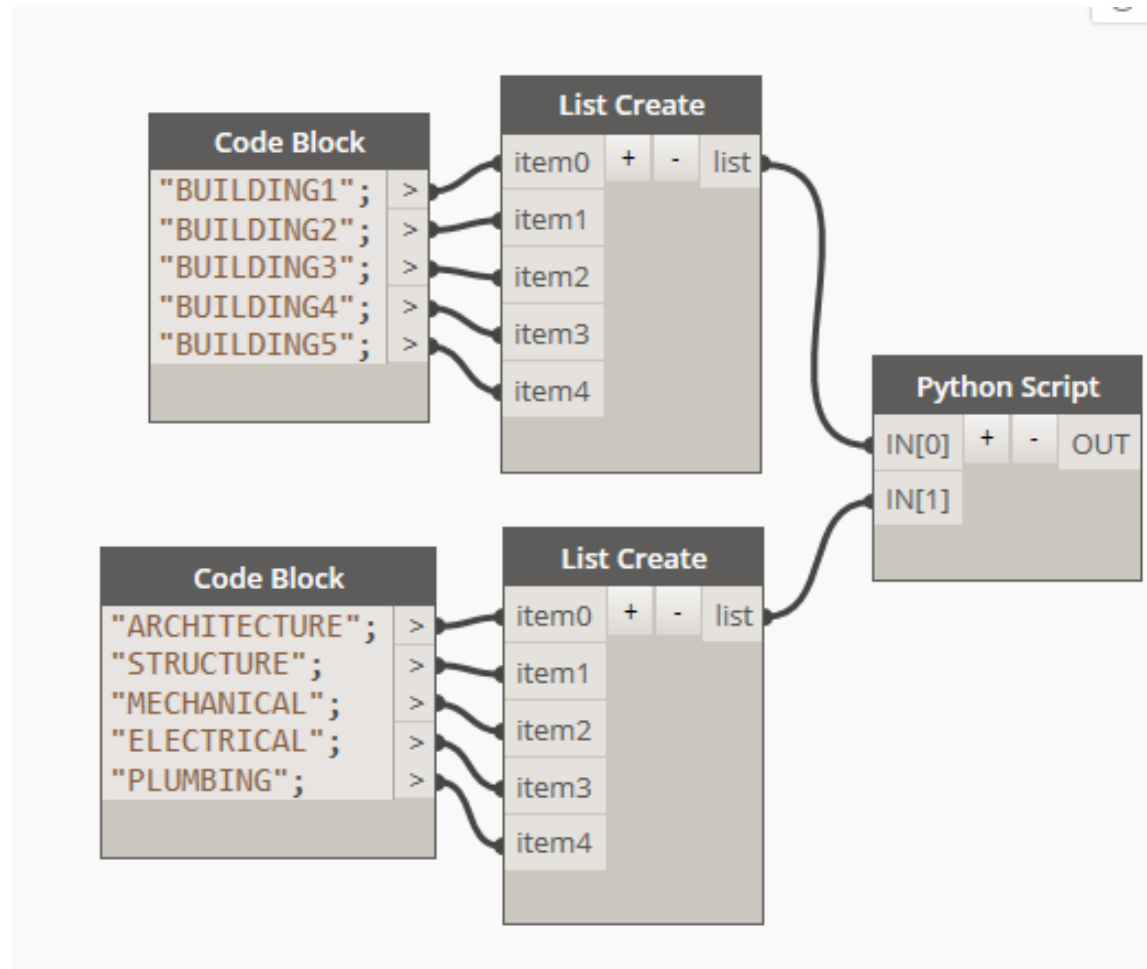 Code Block
"BUILDING1"; >
"BUILDING2"; >
"BUILDING3"; >
"BUILDING4"; >
"BUILDING5"; >
List Create
item0 + - list
item1
item2
item3
item4
Python Script
IN[0] + - OUT
IN[1]
Code Block
"ARCHITECTURE"; >
"STRUCTURE"; >
"MECHANICAL"; >
"ELECTRICAL"; >
"PLUMBING"; >
List Create
item0 + - list
item1
item2
item3
item4